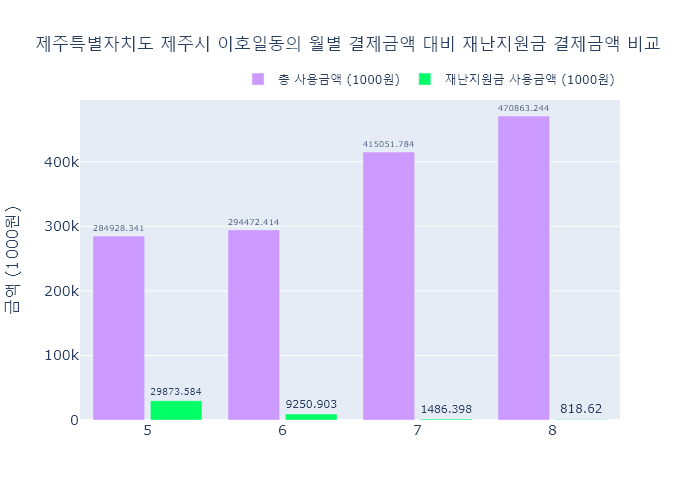 제주특별자치도 제주시 이호일동의 월별 결제금액 대비 재난지원금 결제금액 비교
총 사용금액 (1000원)
재난지원금 사용금액 (1000원)
금액 (1000원)
400k
300k
200k
100k
0
284928.341
29873.584
294472.414
9250.903
415051.784
1486.398
470863.244
818.62
5
6
7
8